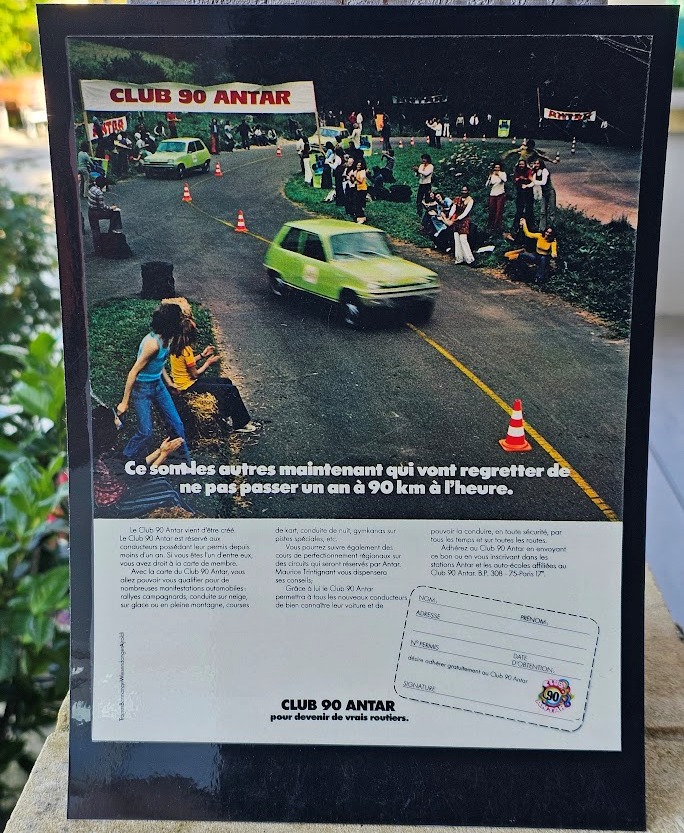 CLUB 90 ANTAR
ANTAR
ANTAR
Ce sont les autres maintenant qui vont regretter de
ne pas passer un an à 90 km à l'heure.
Le Club 90 Antar vient d'être créé.
Le Club 90 Antar est réservé aux
conducteurs possédant leur permis depuis
moins d'un an. Si vous êtes l'un d'entre eux,
vous avez droit à la carte de membre.
Avec la carte du Club 90 Antar, vous
allez pouvoir vous qualifier pour de
nombreuses manifestations automobiles :
rallyes campagnards, conduite sur neige,
sur glace ou en pleine montagne, courses
de kart, conduite de nuit, gymkanas sur
pistes spéciales, etc.
Vous pourrez suivre également des
cours de perfectionnement régionaux sur
des circuits qui seront réservés par Antar.
Maurice Trintignant vous dispensera
ses conseils;
Grâce à lui le Club 90 Antar
permettra à tous les nouveaux conducteurs
de bien connaître leur voiture et de
pouvoir la conduire, en toute sécurité, par
tous les temps et sur toutes les routes.
Adhérez au Club 90 Antar en envoyant
ce bon ou en vous inscrivant dans les
stations Antar et les auto-écoles affiliées au
Club 90 Antar. B.P. 308 - 75-Paris 17e.
NOM:
ADRESSE
PRÉNOM:
N° PERMIS
DATE
D'OBTENTION:
désire adhérer gratuitement au Club 90 Antar
SIGNATURE
CLUB
90
ANTAR
CLUB 90 ANTAR
pour devenir de vrais routiers.